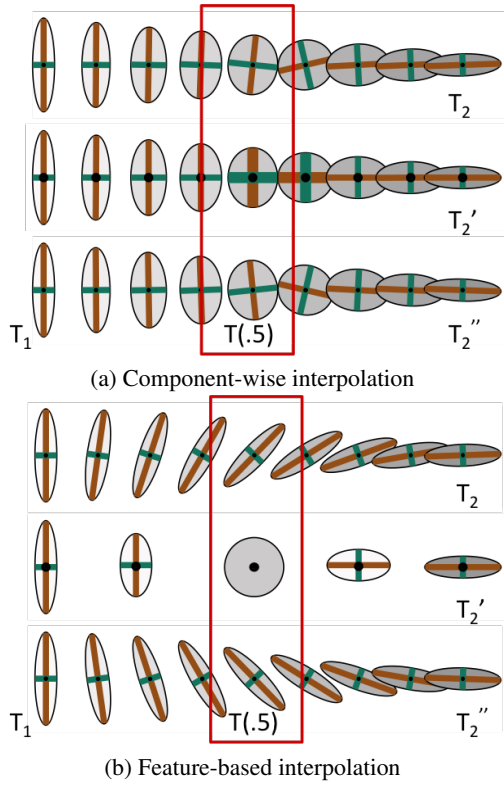 T2
T2′
T1 T(.5) T2″
(a) Component-wise interpolation
T2
T2′
T1 T(.5) T2″
(b) Feature-based interpolation